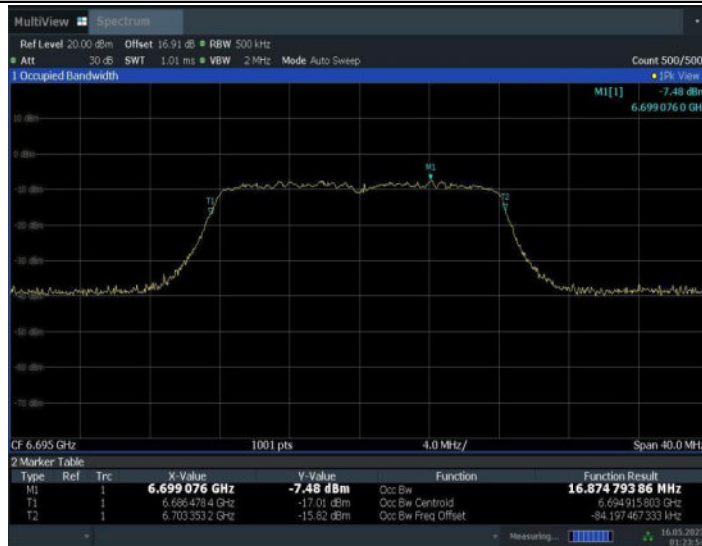 MultiView Spectrum
Ref Level 20.00 dBm Offset 16.91 dB RBW 500 kHz
Att 30 dB SWT 1.01 ms VBW 2 MHz Mode Auto Sweep Count 500/500
1 Occupied Bandwidth 1Pk View
M1[1] -7.48 dBm
6.699 076 0 GH
10 dBm
0 dBm
M1
-10 dBm
T1 T2
-20 dBm
-30 dBm
-40 dBm
-50 dBm
-60 dBm
-70 dBm
CF 6.695 GHz 1001 pts 4.0 MHz/ Span 40.0 MHz
2 Marker Table
Type Ref Trc X-Value Y-Value Function Function Result
M1 1 6.699 076 GHz -7.48 dBm Occ Bw 16.874 793 86 MHz
T1 1 6.686 478 4 GHz -17.01 dBm Occ Bw Centroid 6.694 915 803 GHz
T2 1 6.703 353 2 GHz -15.82 dBm Occ Bw Freq Offset -84.197 467 333 kHz
Measuring... 16.05.2023
01:23:5